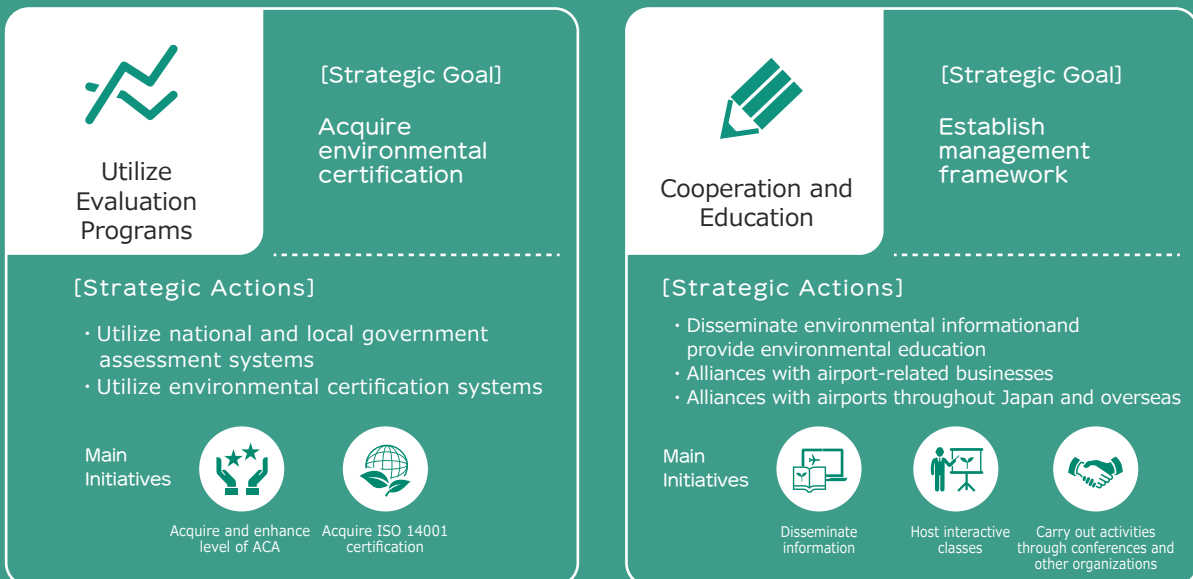 Utilize
Evaluation
Programs
[Strategic Goal]
Acquire
environmental
certification
[Strategic Actions]
・Utilize national and local government
assessment systems
・Utilize environmental certification systems
Main
Initiatives
Acquire and enhance
level of ACA
Acquire ISO 14001
certification
Cooperation and
Education
[Strategic Goal]
Establish
management
framework
[Strategic Actions]
・Disseminate environmental informationand
provide environmental education
・Alliances with airport-related businesses
・Alliances with airports throughout Japan and overseas
Main
Initiatives
Disseminate
information
Host interactive
classes
Carry out activities
through conferences and
other organizations